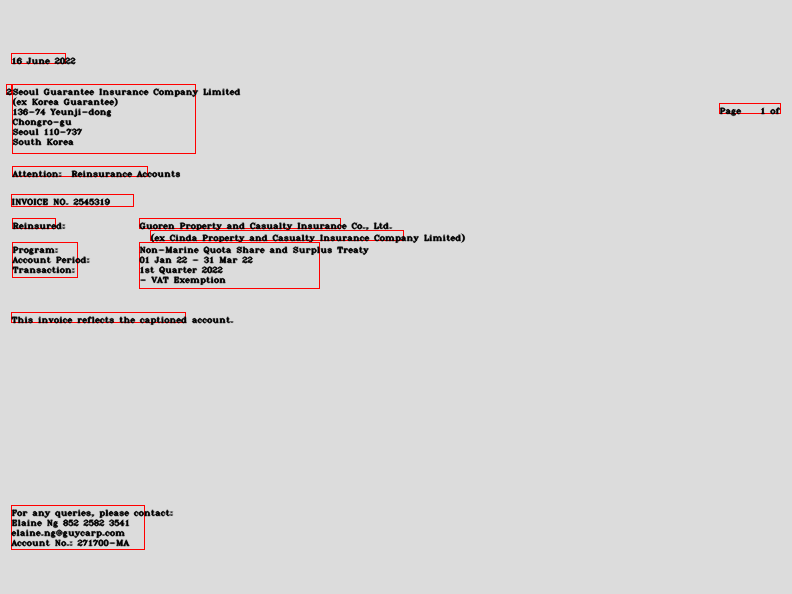 16 June 2022
2
Seoul Guarantee Insurance Company Limited
(ex Korea Guarantee)
136-74 Yeunji-dong
Chongro-gu
Seoul 110-737
South Korea
Page 1 of
Attention: Reinsurance Accounts
INVOICE NO. 2545319
Reinsured: Guoren Property and Casualty Insurance Co., Ltd.
(ex Cinda Property and Casualty Insurance Company Limited)
Program: Non-Marine Quota Share and Surplus Treaty
Account Period: 01 Jan 22 - 31 Mar 22
Transaction: 1st Quarter 2022
- VAT Exemption
This invoice reflects the captioned account.
For any queries, please contact:
Elaine Ng 852 2582 3541
elaine.ng@guycarp.com
Account No.: 271700-MA